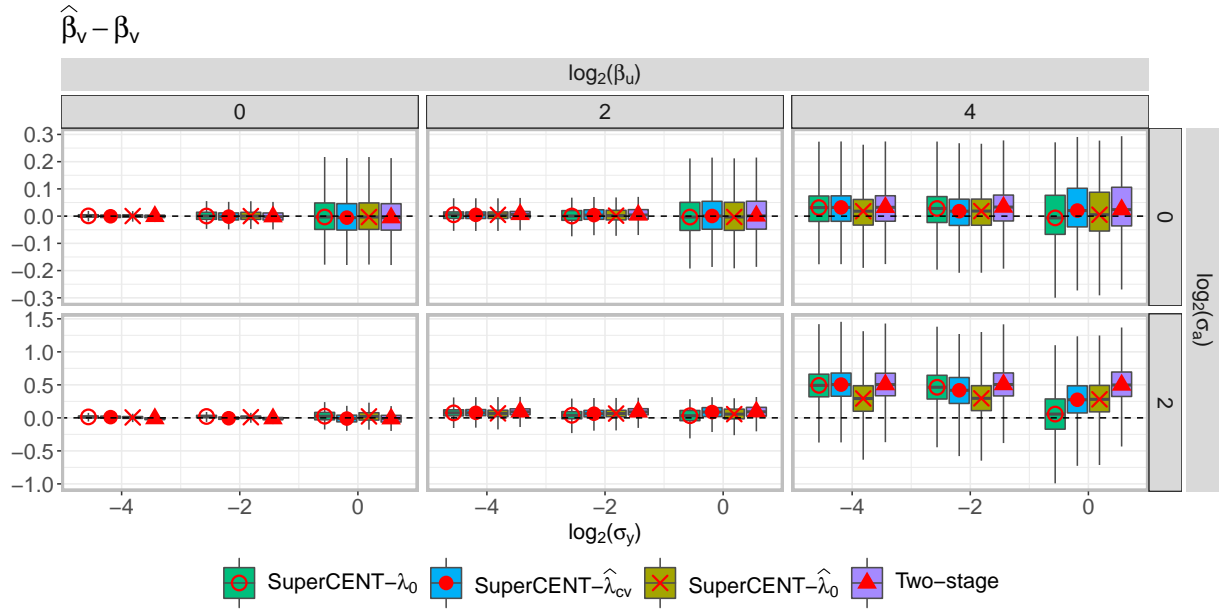 β̂ᵥ − βᵥ
log₂(βᵤ)
0 2 4
0.3
0.2
0.1
0.0
−0.1
−0.2
−0.3
0
1.5
1.0
0.5
0.0
−0.5
−1.0
2
log₂(σₐ)
−4 −2 0 −4 −2 0 −4 −2 0
log₂(σ_y)
SuperCENT−λ₀ SuperCENT−λ̂_cv SuperCENT−λ̂₀ Two−stage